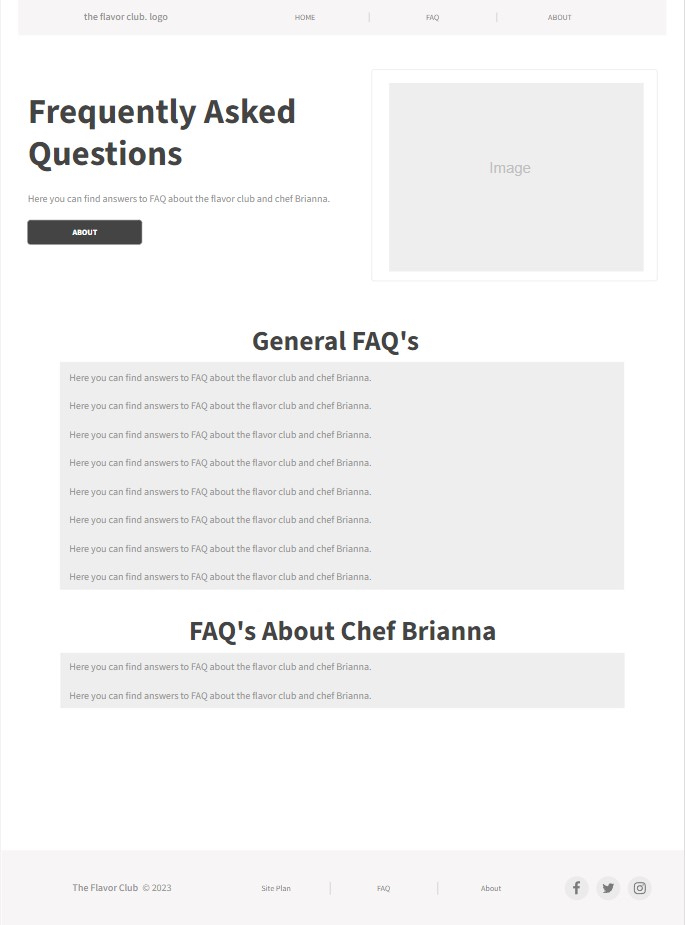 the flavor club. logo
HOME | FAQ | ABOUT
Frequently Asked
Questions
Here you can find answers to FAQ about the flavor club and chef Brianna.
ABOUT
Image
General FAQ's
Here you can find answers to FAQ about the flavor club and chef Brianna.
Here you can find answers to FAQ about the flavor club and chef Brianna.
Here you can find answers to FAQ about the flavor club and chef Brianna.
Here you can find answers to FAQ about the flavor club and chef Brianna.
Here you can find answers to FAQ about the flavor club and chef Brianna.
Here you can find answers to FAQ about the flavor club and chef Brianna.
Here you can find answers to FAQ about the flavor club and chef Brianna.
Here you can find answers to FAQ about the flavor club and chef Brianna.
FAQ's About Chef Brianna
Here you can find answers to FAQ about the flavor club and chef Brianna.
Here you can find answers to FAQ about the flavor club and chef Brianna.
The Flavor Club © 2023
Site Plan | FAQ | About